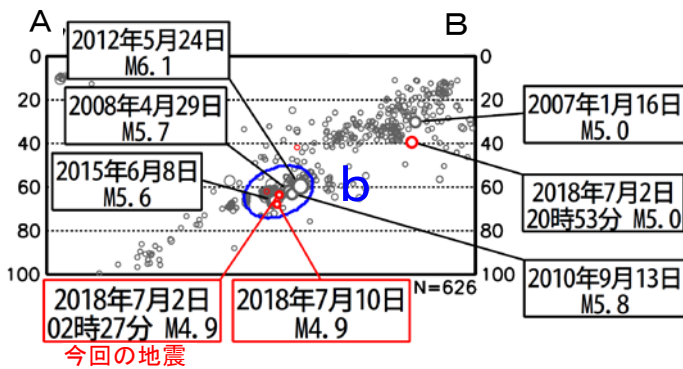 A
B
2012年5月24日
M6.1
2008年4月29日
M5.7
2015年6月8日
M5.6
2007年1月16日
M5.0
2018年7月2日
20時53分 M5.0
2010年9月13日
M5.8
b
0
20
40
60
80
100
0
20
40
60
80
100
N=626
2018年7月2日
02時27分 M4.9
2018年7月10日
M4.9
今回の地震